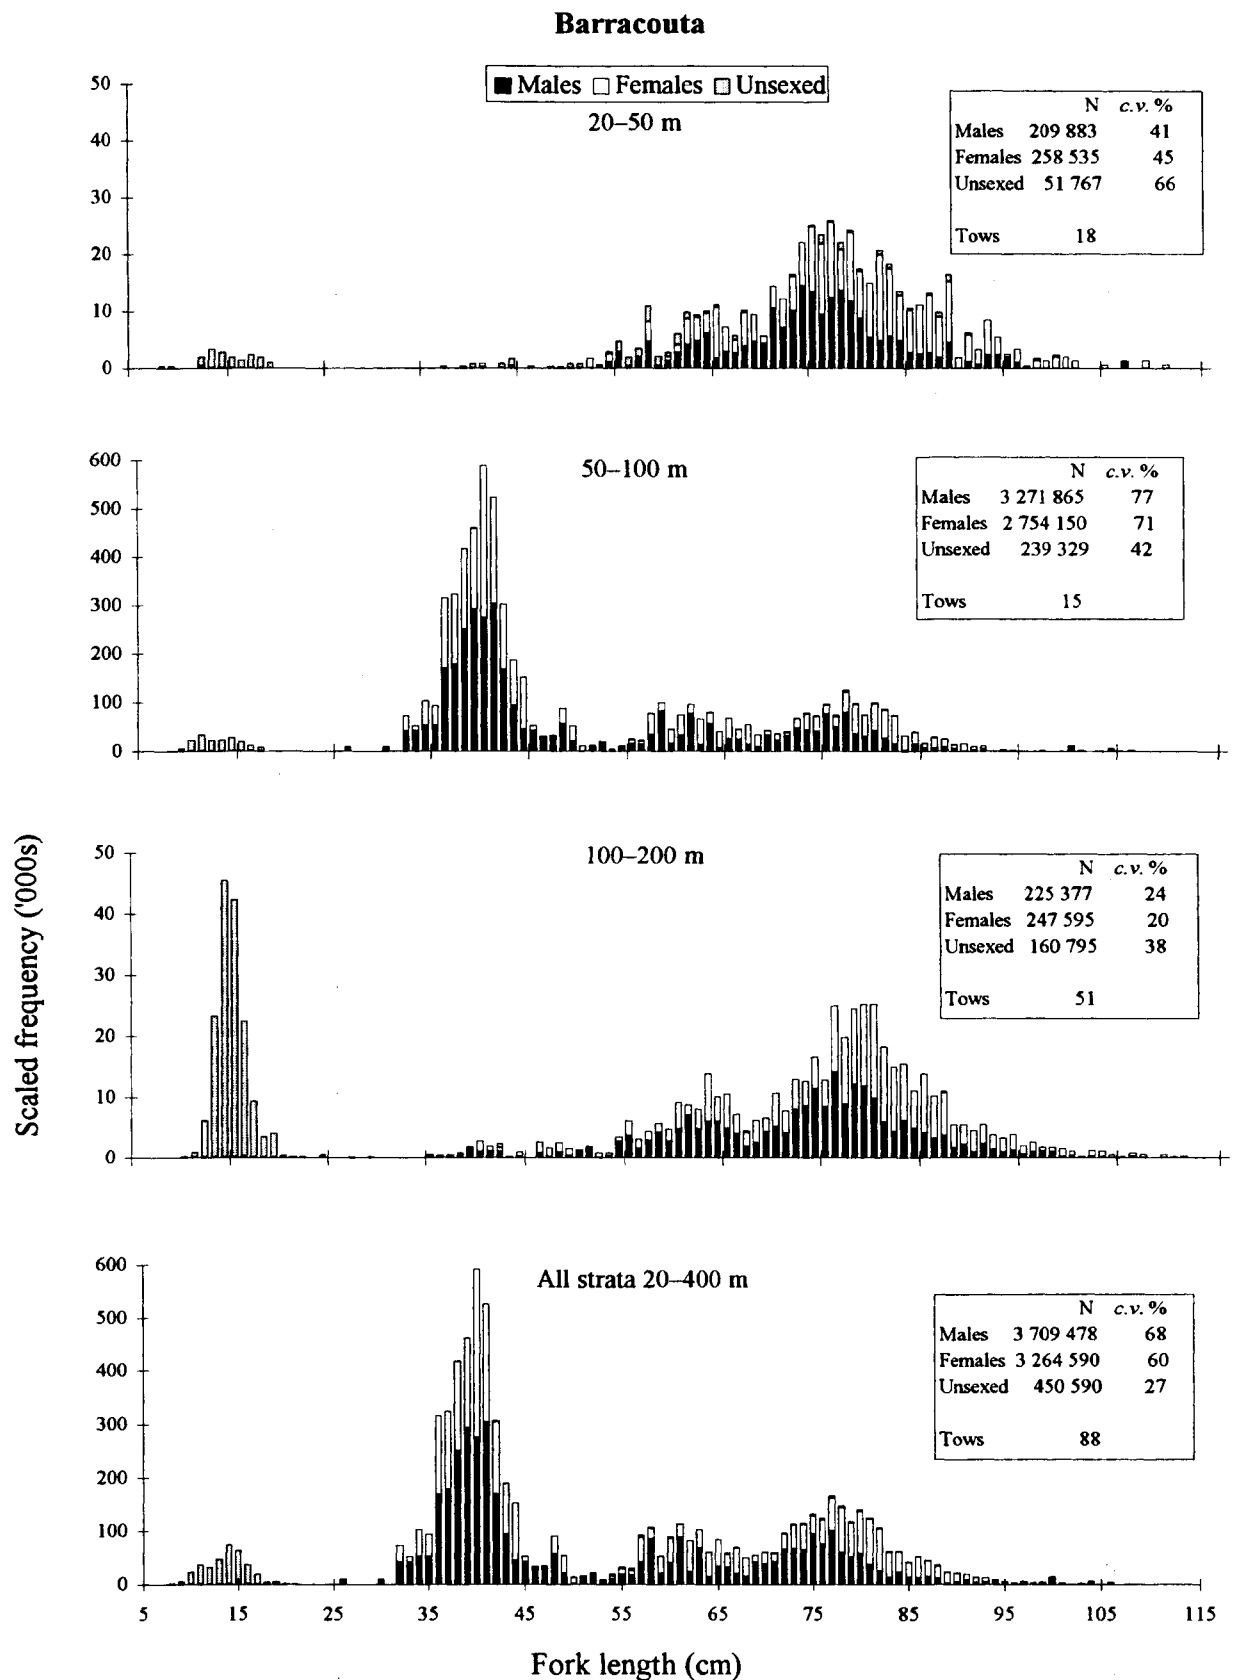 Barracouta
Males Females Unsexed
20–50 m
50
40
30
20
10
0
N c.v. %
Males 209 883 41
Females 258 535 45
Unsexed 51 767 66
Tows 18
50–100 m
600
500
400
300
200
100
0
N c.v. %
Males 3 271 865 77
Females 2 754 150 71
Unsexed 239 329 42
Tows 15
100–200 m
50
40
30
20
10
0
N c.v. %
Males 225 377 24
Females 247 595 20
Unsexed 160 795 38
Tows 51
Scaled frequency ('000s)
All strata 20–400 m
600
500
400
300
200
100
0
N c.v. %
Males 3 709 478 68
Females 3 264 590 60
Unsexed 450 590 27
Tows 88
5 15 25 35 45 55 65 75 85 95 105 115
Fork length (cm)